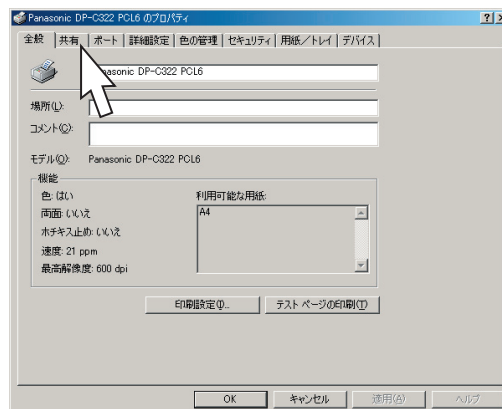 Panasonic DP-C322 PCL6 のプロパティ
全般 共有 ポート 詳細設定 色の管理 セキュリティ 用紙／トレイ デバイス
Panasonic DP-C322 PCL6
場所(L):
コメント(C):
モデル(O): Panasonic DP-C322 PCL6
機能
色: はい
両面: いいえ
ホチキス止め: いいえ
速度: 21 ppm
最高解像度: 600 dpi
利用可能な用紙:
A4
印刷設定(I)... テスト ページの印刷(T)
OK キャンセル 適用(A) ヘルプ